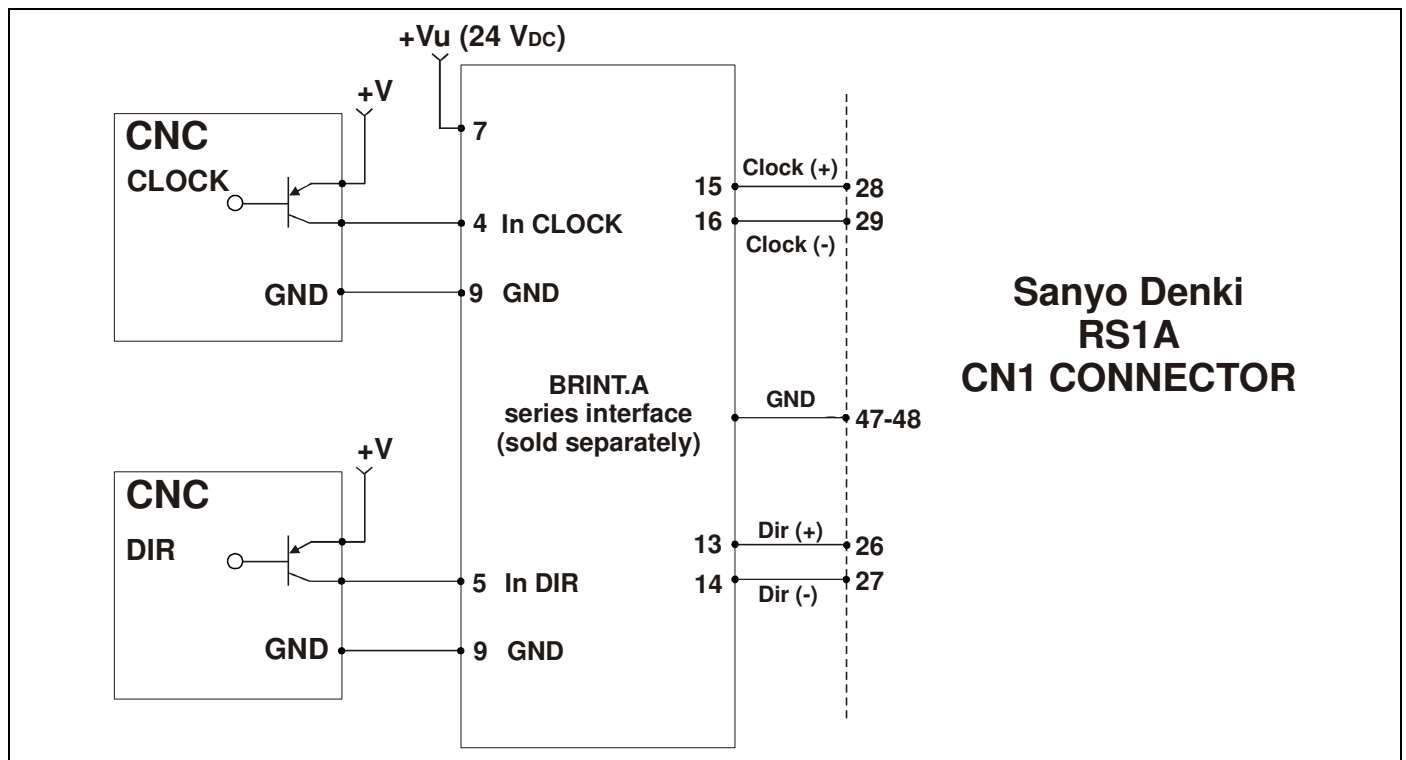 +Vu (24 VDC)
+V
CNC
CLOCK
GND
7
4 In CLOCK
9 GND
15
Clock (+)
28
16
Clock (-)
29
BRINT.A
series interface
(sold separately)
GND
47-48
Sanyo Denki
RS1A
CN1 CONNECTOR
+V
CNC
DIR
GND
5 In DIR
9 GND
13
Dir (+)
26
14
Dir (-)
27